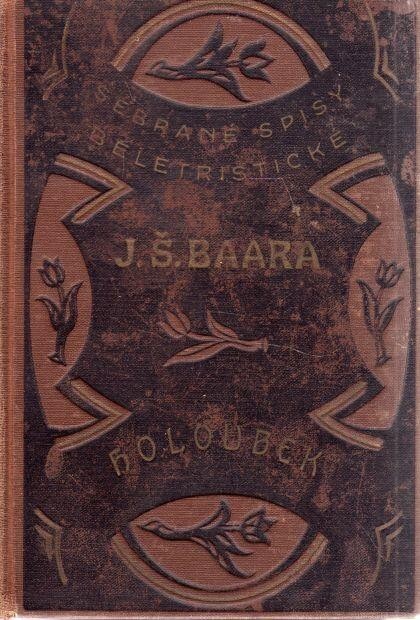 SEBRANÉ SPISY
BELETRISTICKÉ
J.Š.BAARA
HOLOUBEK